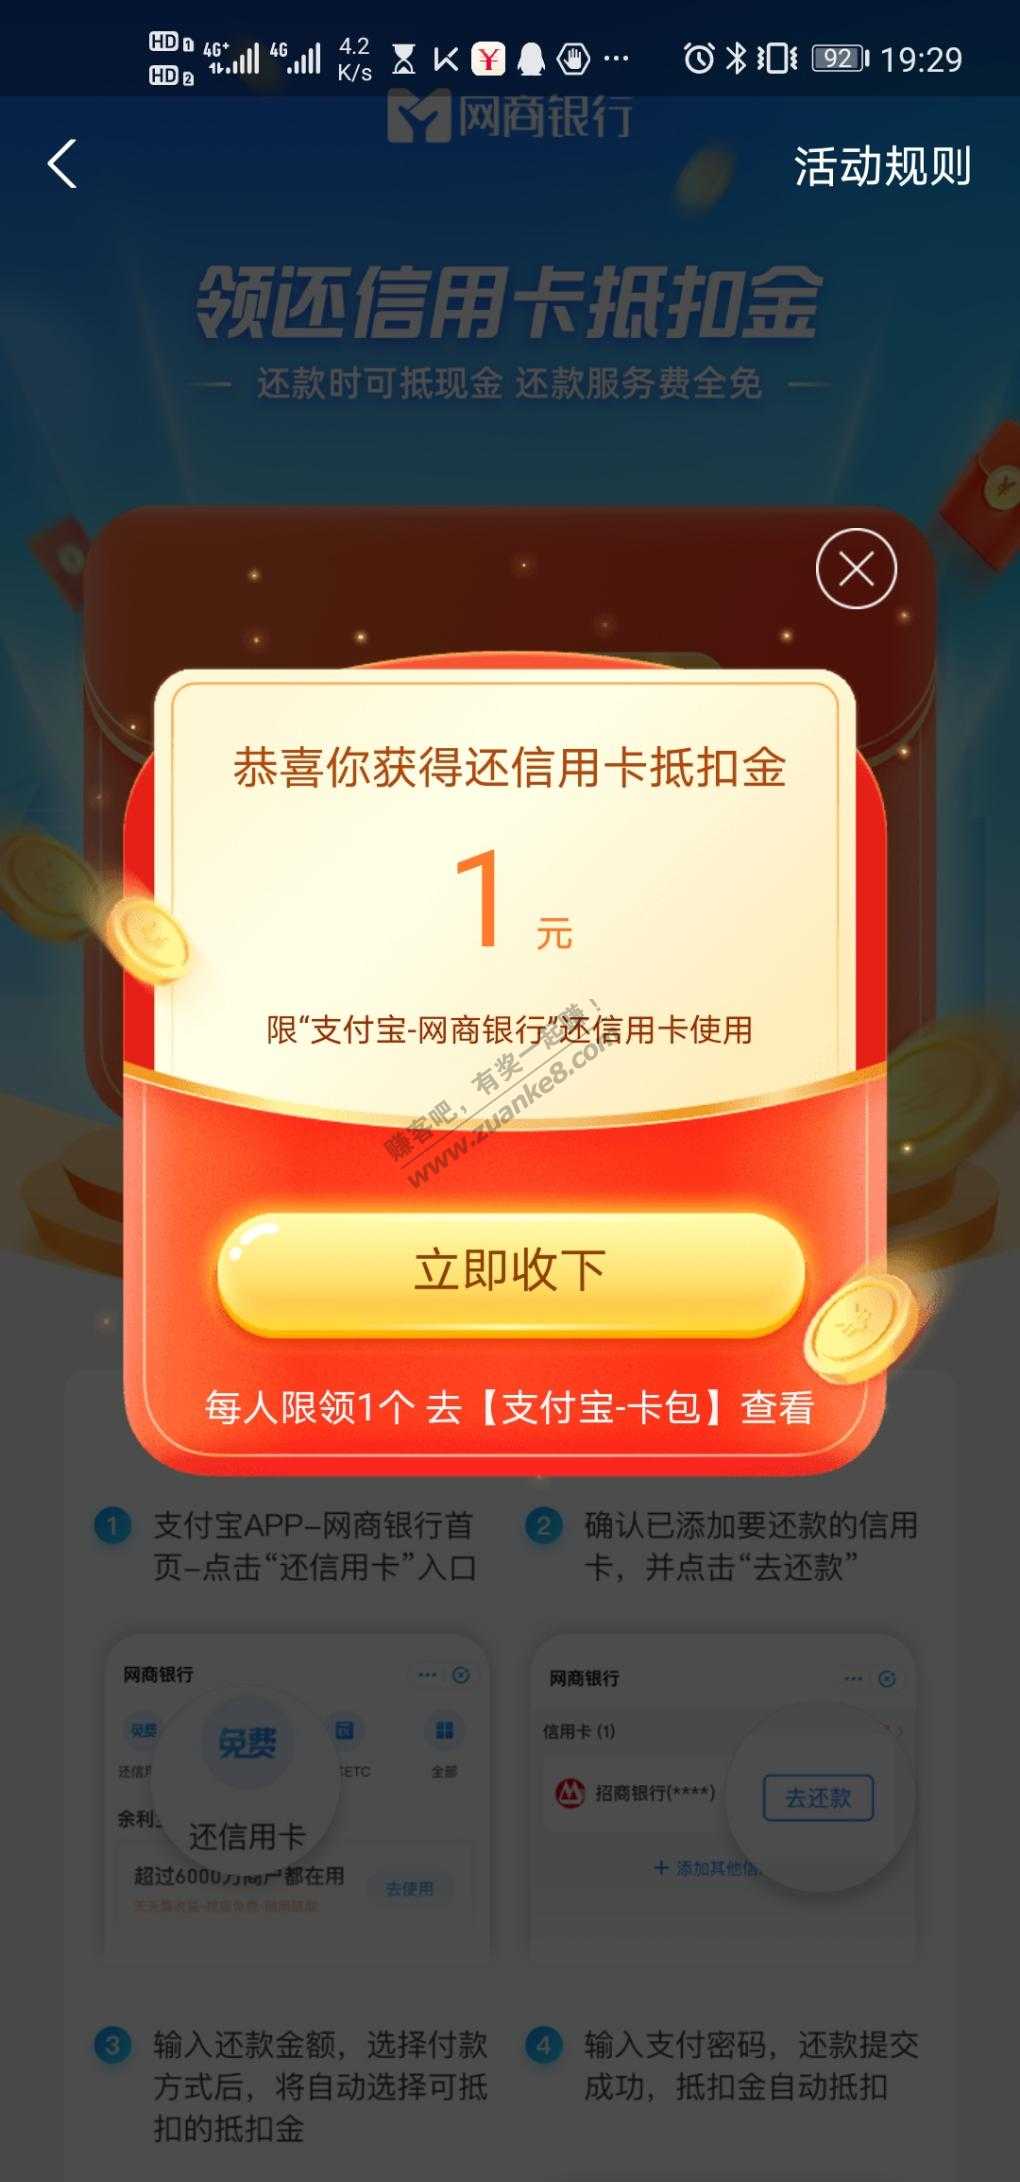 HD 1 4G+ 4G 4.2 K/s 92 19:29
HD 2
网商银行
活动规则
领还信用卡抵扣金
还款时可抵现金 还款服务费全免
恭喜你获得还信用卡抵扣金
1 元
限“支付宝-网商银行”还信用卡使用
赚客吧，有奖一起赚！
www.zuanke8.com
立即收下
每人限领1个 去【支付宝-卡包】查看
1 支付宝APP-网商银行首页-点击“还信用卡”入口
2 确认已添加要还款的信用卡，并点击“去还款”
网商银行
免费
免费
ETC
全部
还信用卡
超过6000万商户都在用
去使用
网商银行
信用卡 (1)
招商银行(****)
去还款
+ 添加其他信
3 输入还款金额，选择付款方式后，将自动选择可抵扣的抵扣金
4 输入支付密码，还款提交成功，抵扣金自动抵扣